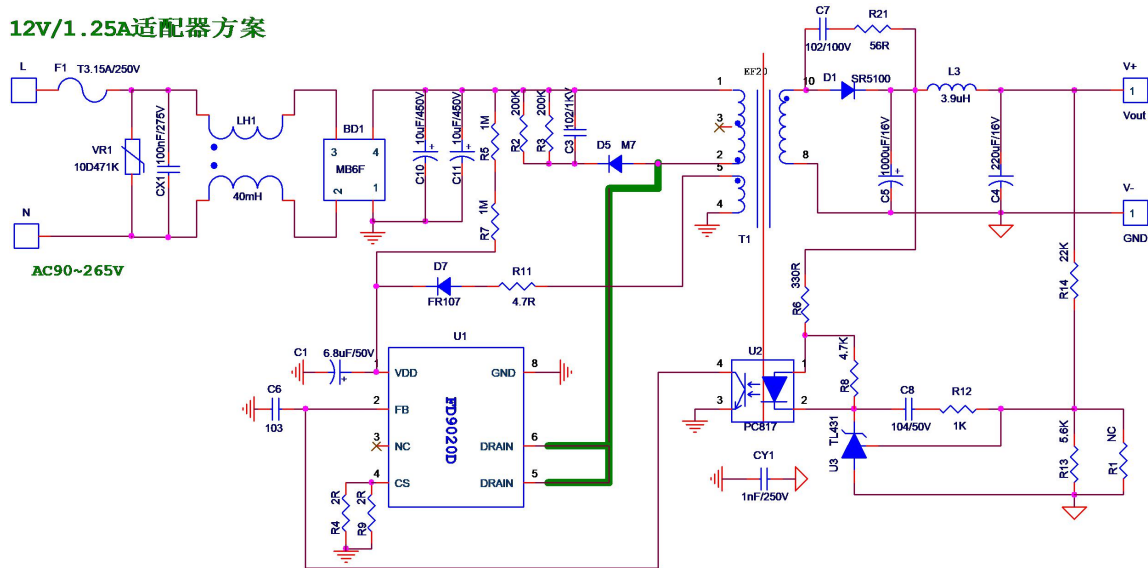 12V/1.25A适配器方案
C7
R21
102/100V
56R
L
F1
T3.15A/250V
EF20
1
10
D1
SR5100
L3
3.9uH
V+
1
Vout
VR1
10D471K
100nF/275V
CX1
LH1
40mH
BD1
3
4
MB6F
2
1
10uF/450V
C10
10uF/450V
C11
1M
R5
200K
R2
200K
R3
102/1KV
C3
D5
M7
3
2
5
4
T1
8
1000uF/16V
C5
220uF/16V
C4
V-
1
GND
N
AC90~265V
1M
R7
D7
FR107
R11
4.7R
330R
R6
22K
R14
U1
C1
6.8uF/50V
1
VDD
GND
8
C6
103
2
FB
FD9020D
3
NC
DRAIN
6
4
CS
DRAIN
5
2R
R4
2R
R9
U2
4
1
3
2
PC817
4.7K
R8
C8
104/50V
R12
1K
TL431
U3
5.6K
R13
NC
R1
CY1
1nF/250V